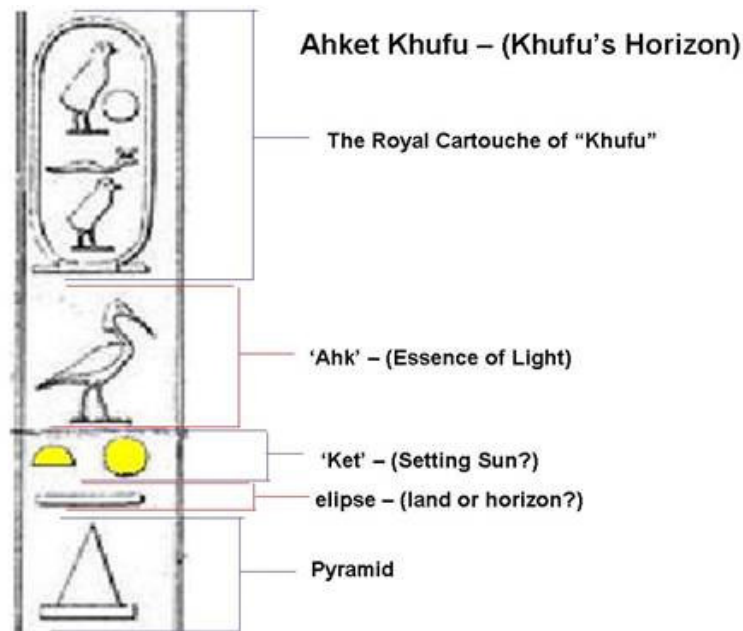 Ahket Khufu – (Khufu's Horizon)
The Royal Cartouche of “Khufu”
‘Ahk’ – (Essence of Light)
‘Ket’ – (Setting Sun?)
elipse – (land or horizon?)
Pyramid